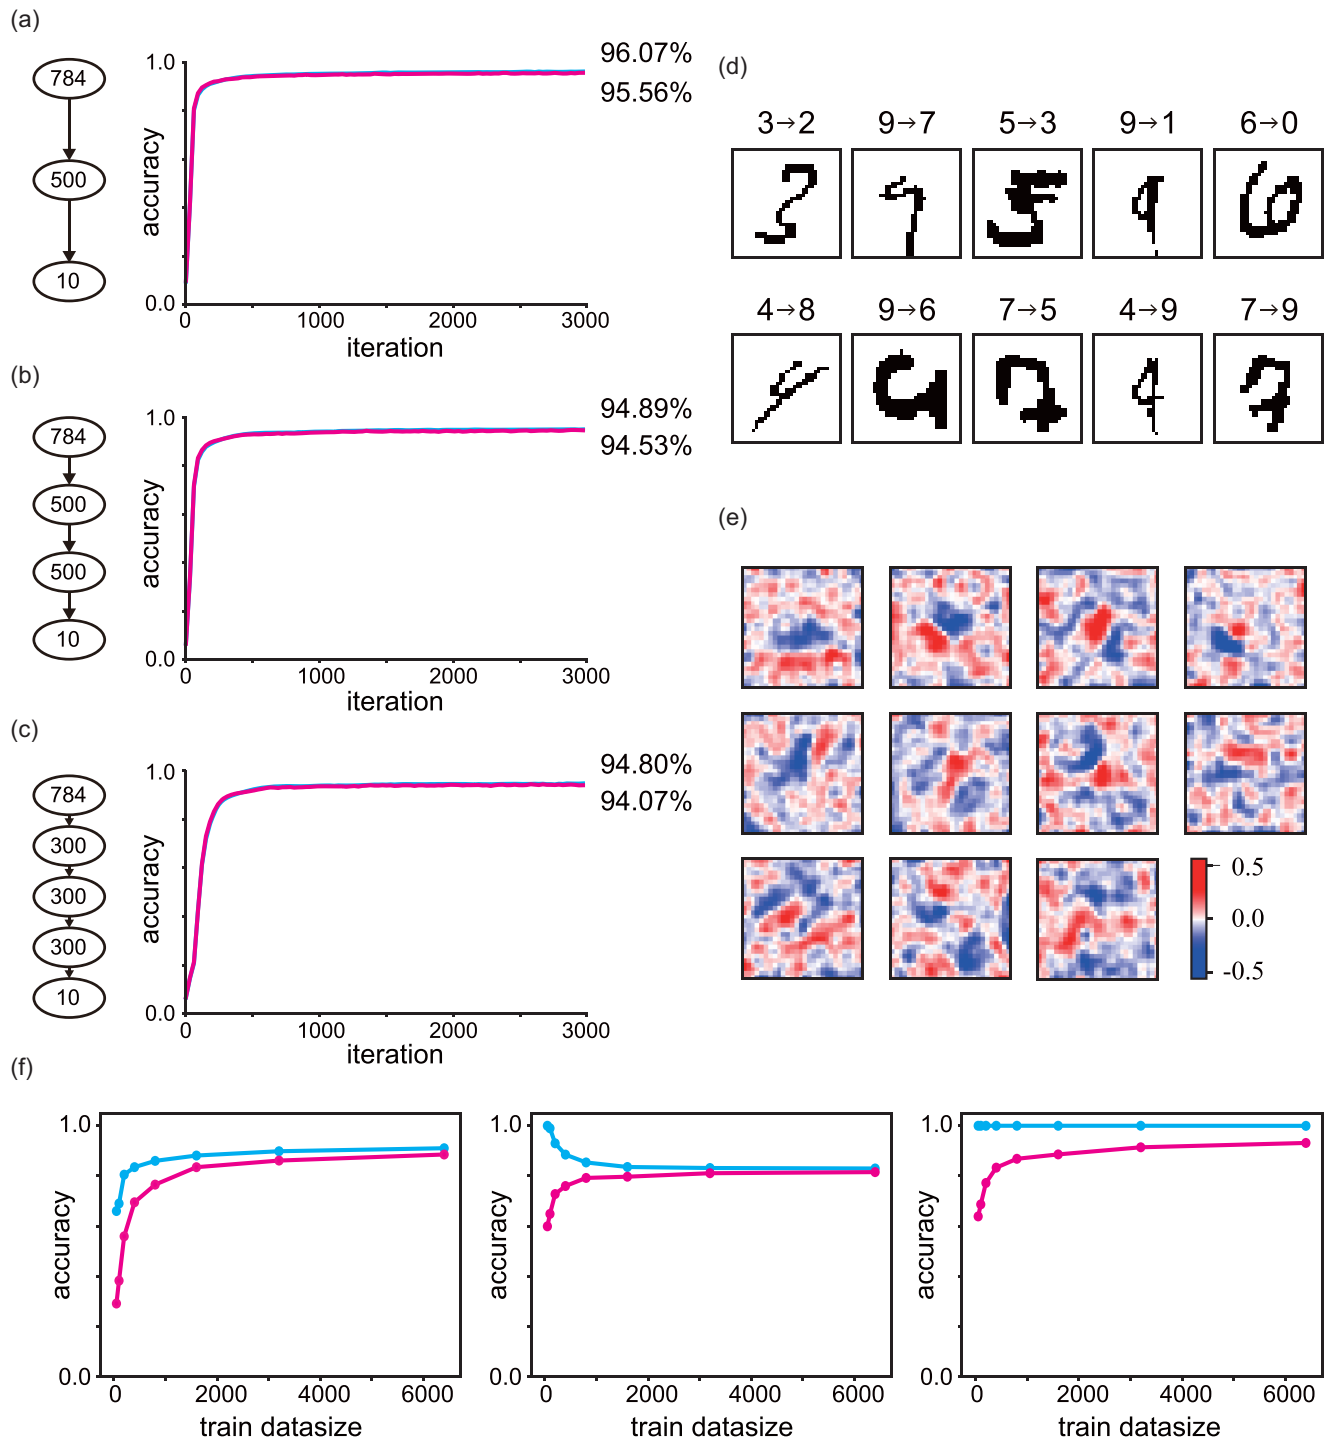 (a)
784
500
10
1.0
0.0
accuracy
0
1000
2000
3000
iteration
96.07%
95.56%
(b)
784
500
500
10
1.0
0.0
accuracy
0
1000
2000
3000
iteration
94.89%
94.53%
(c)
784
300
300
300
10
1.0
0.0
accuracy
0
1000
2000
3000
iteration
94.80%
94.07%
(d)
3→2 9→7 5→3 9→1 6→0
4→8 9→6 7→5 4→9 7→9
(e)
0.5
0.0
-0.5
(f)
1.0
0.0
accuracy
0 2000 4000 6000
train datasize
1.0
0.0
accuracy
0 2000 4000 6000
train datasize
1.0
0.0
accuracy
0 2000 4000 6000
train datasize